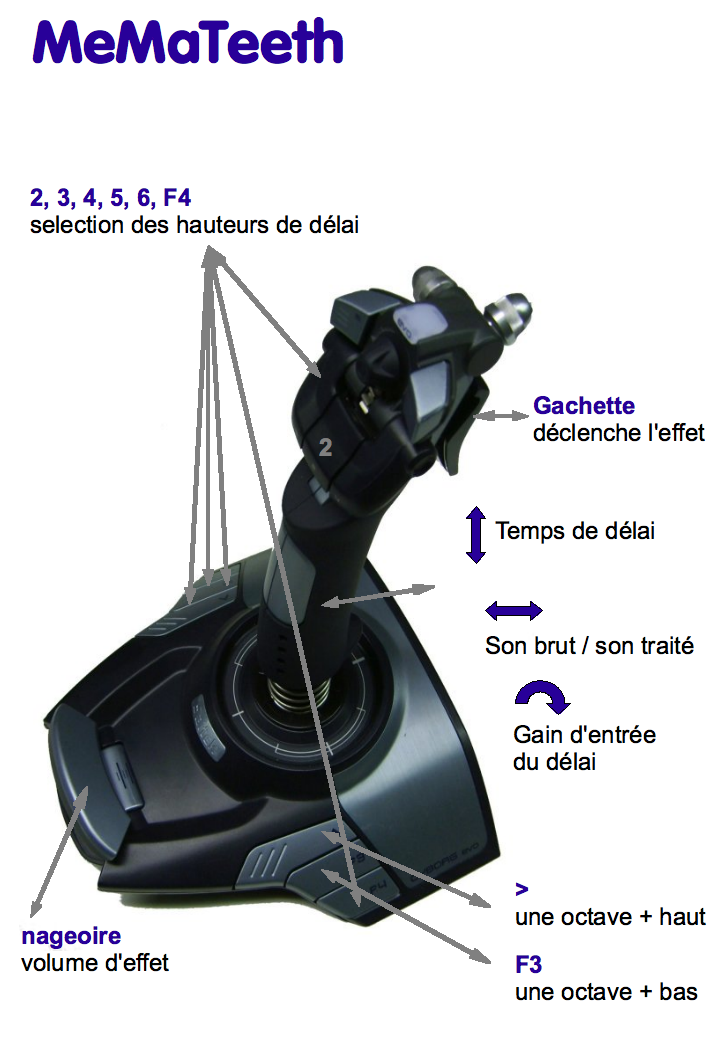 MeMaTeeth
2, 3, 4, 5, 6, F4
selection des hauteurs de délai
evo
Gachette
déclenche l'effet
2
Temps de délai
Son brut / son traité
Gain d'entrée
du délai
>
une octave + haut
nageoire
volume d'effet
F3
une octave + bas